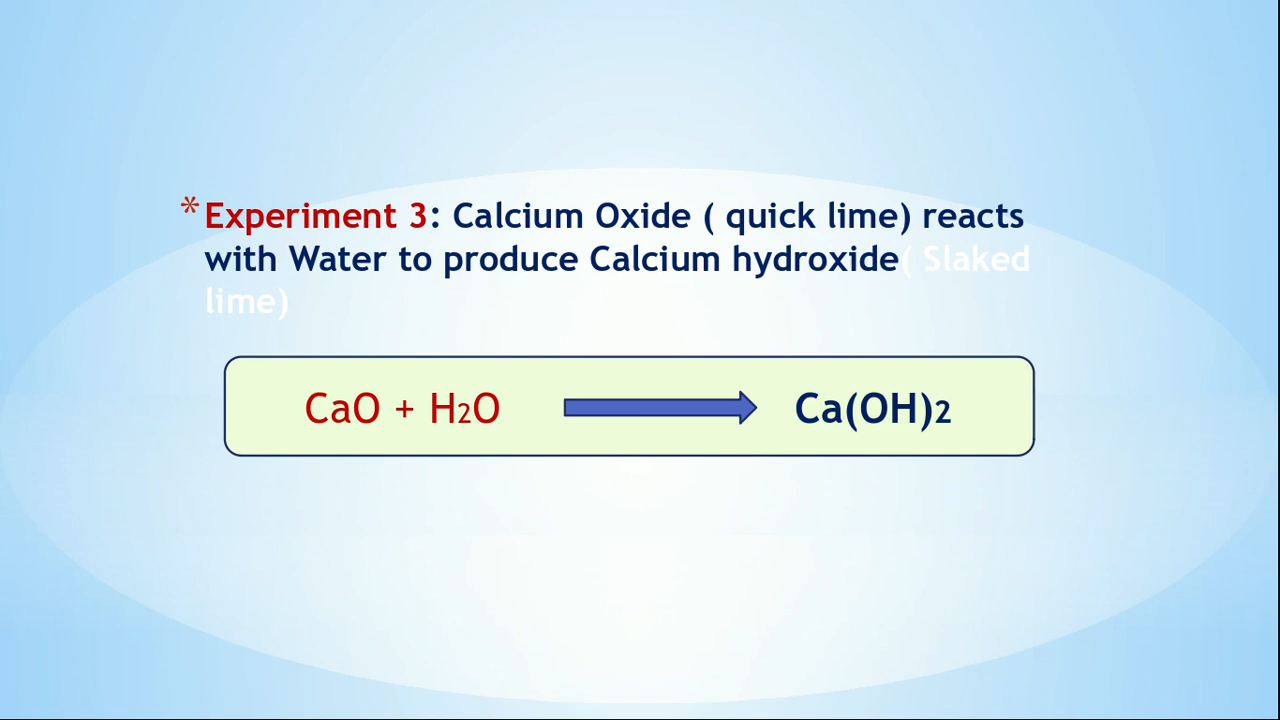 * Experiment 3: Calcium Oxide ( quick lime) reacts
with Water to produce Calcium hydroxide( Slaked
lime)
CaO + H2O Ca(OH)2